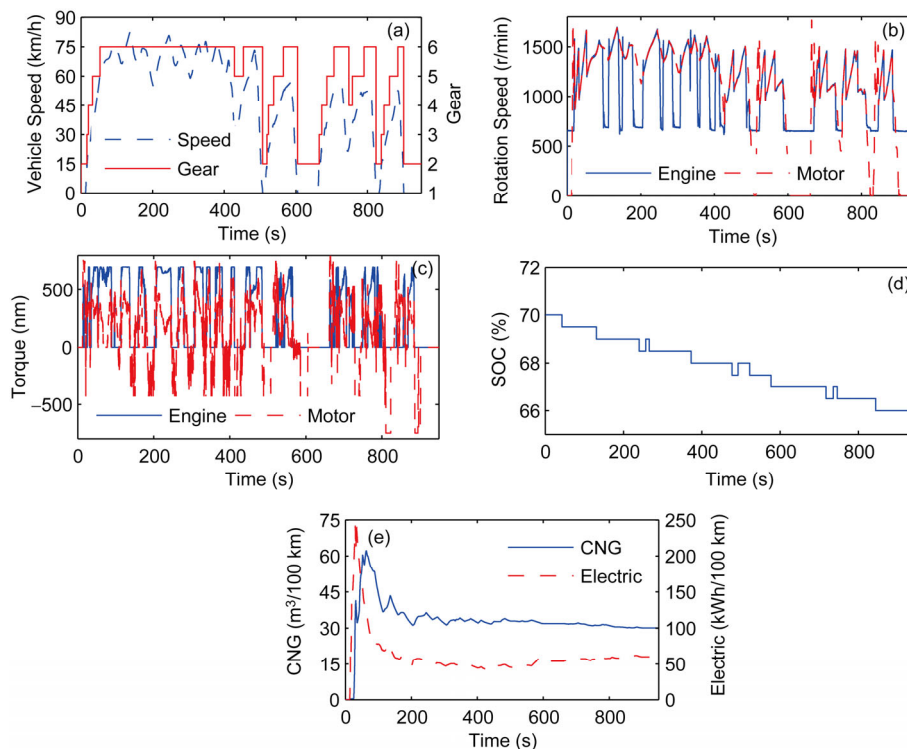 (a)
Vehicle Speed (km/h)
90
75
60
45
30
15
0
Speed
Gear
6
5
4
3
2
1
Gear
0 200 400 600 800
Time (s)
(b)
Rotation Speed (r/min)
1500
1000
500
0
Engine Motor
0 200 400 600 800
Time (s)
(c)
Torque (nm)
500
0
−500
Engine Motor
0 200 400 600 800
Time (s)
(d)
SOC (%)
72
70
68
66
0 200 400 600 800
Time (s)
(e)
CNG (m³/100 km)
75
60
45
30
15
0
CNG
Electric
250
200
150
100
50
0
Electric (kWh/100 km)
0 200 400 600 800
Time (s)